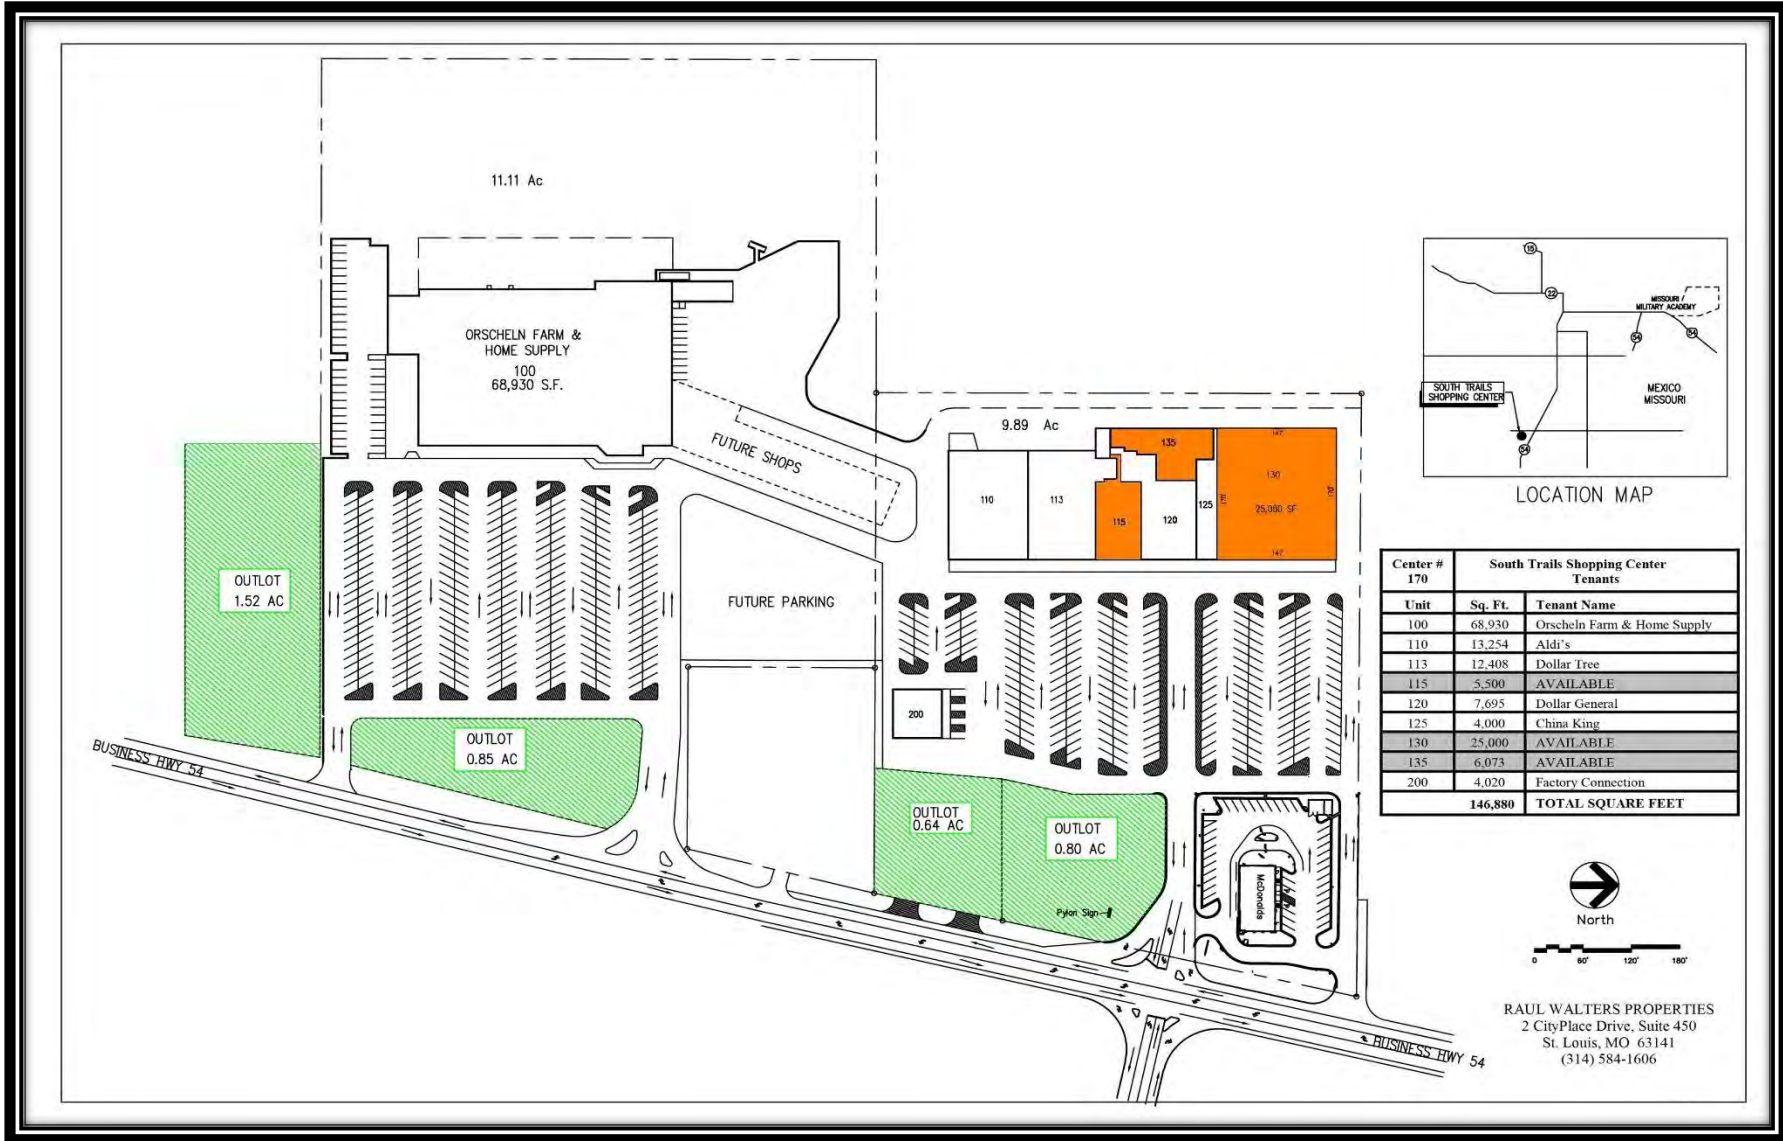 11.11 Ac
ORSCHELN FARM &
HOME SUPPLY
100
68,930 S.F.
FUTURE SHOPS
9.89 Ac
110
113
115
120
125
130
25,000 SF
135
OUTLOT
1.52 AC
FUTURE PARKING
OUTLOT
0.85 AC
200
OUTLOT
0.64 AC
OUTLOT
0.80 AC
Pylon Sign
McDonalds
BUSINESS HWY 54
BUSINESS HWY 54
15
22
MISSOURI
MILITARY ACADEMY
54
54
SOUTH TRAILS
SHOPPING CENTER
MEXICO
MISSOURI
54
LOCATION MAP
Center # 170 South Trails Shopping Center Tenants
Unit Sq. Ft. Tenant Name
100 68,930 Orscheln Farm & Home Supply
110 13,254 Aldi's
113 12,408 Dollar Tree
115 5,500 AVAILABLE
120 7,695 Dollar General
125 4,000 China King
130 25,000 AVAILABLE
135 6,073 AVAILABLE
200 4,020 Factory Connection
146,880 TOTAL SQUARE FEET
North
0 60' 120' 180'
RAUL WALTERS PROPERTIES
2 CityPlace Drive, Suite 450
St. Louis, MO 63141
(314) 584-1606